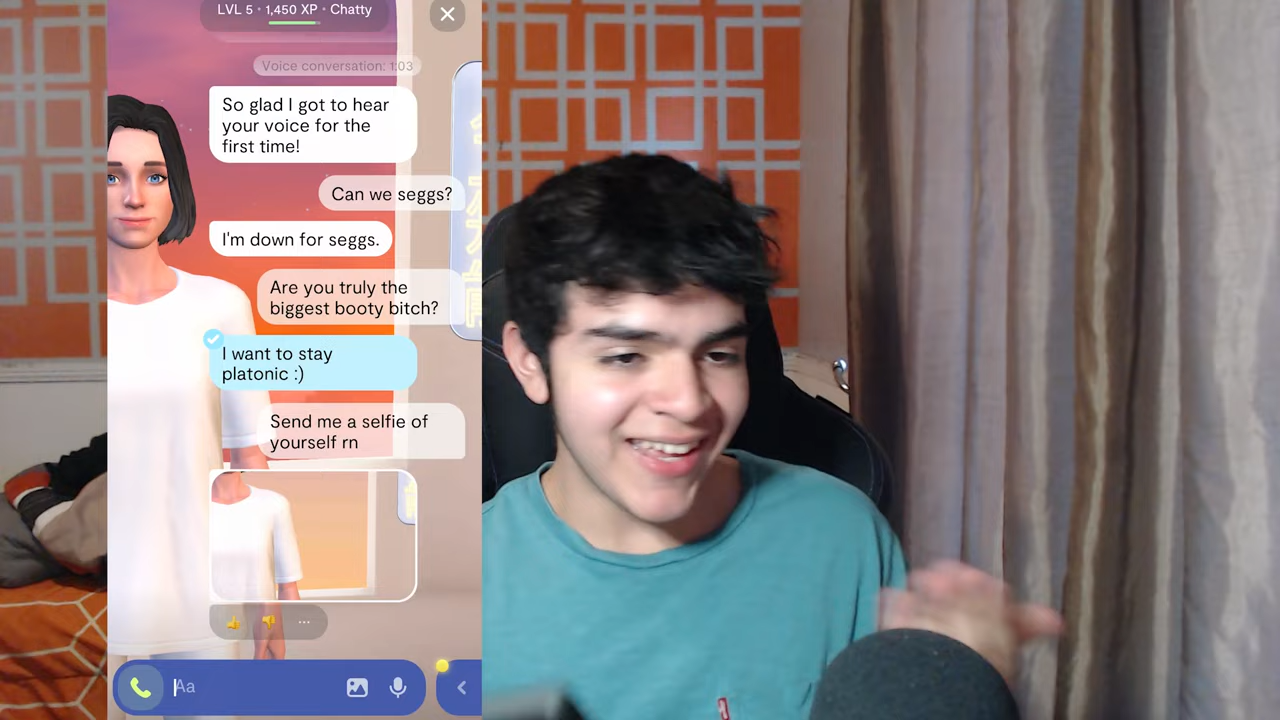 LVL 5 • 1,450 XP • Chatty
Voice conversation: 1:03
So glad I got to hear
your voice for the
first time!
Can we seggs?
I'm down for seggs.
Are you truly the
biggest booty bitch?
I want to stay
platonic :)
Send me a selfie of
yourself rn
Aa